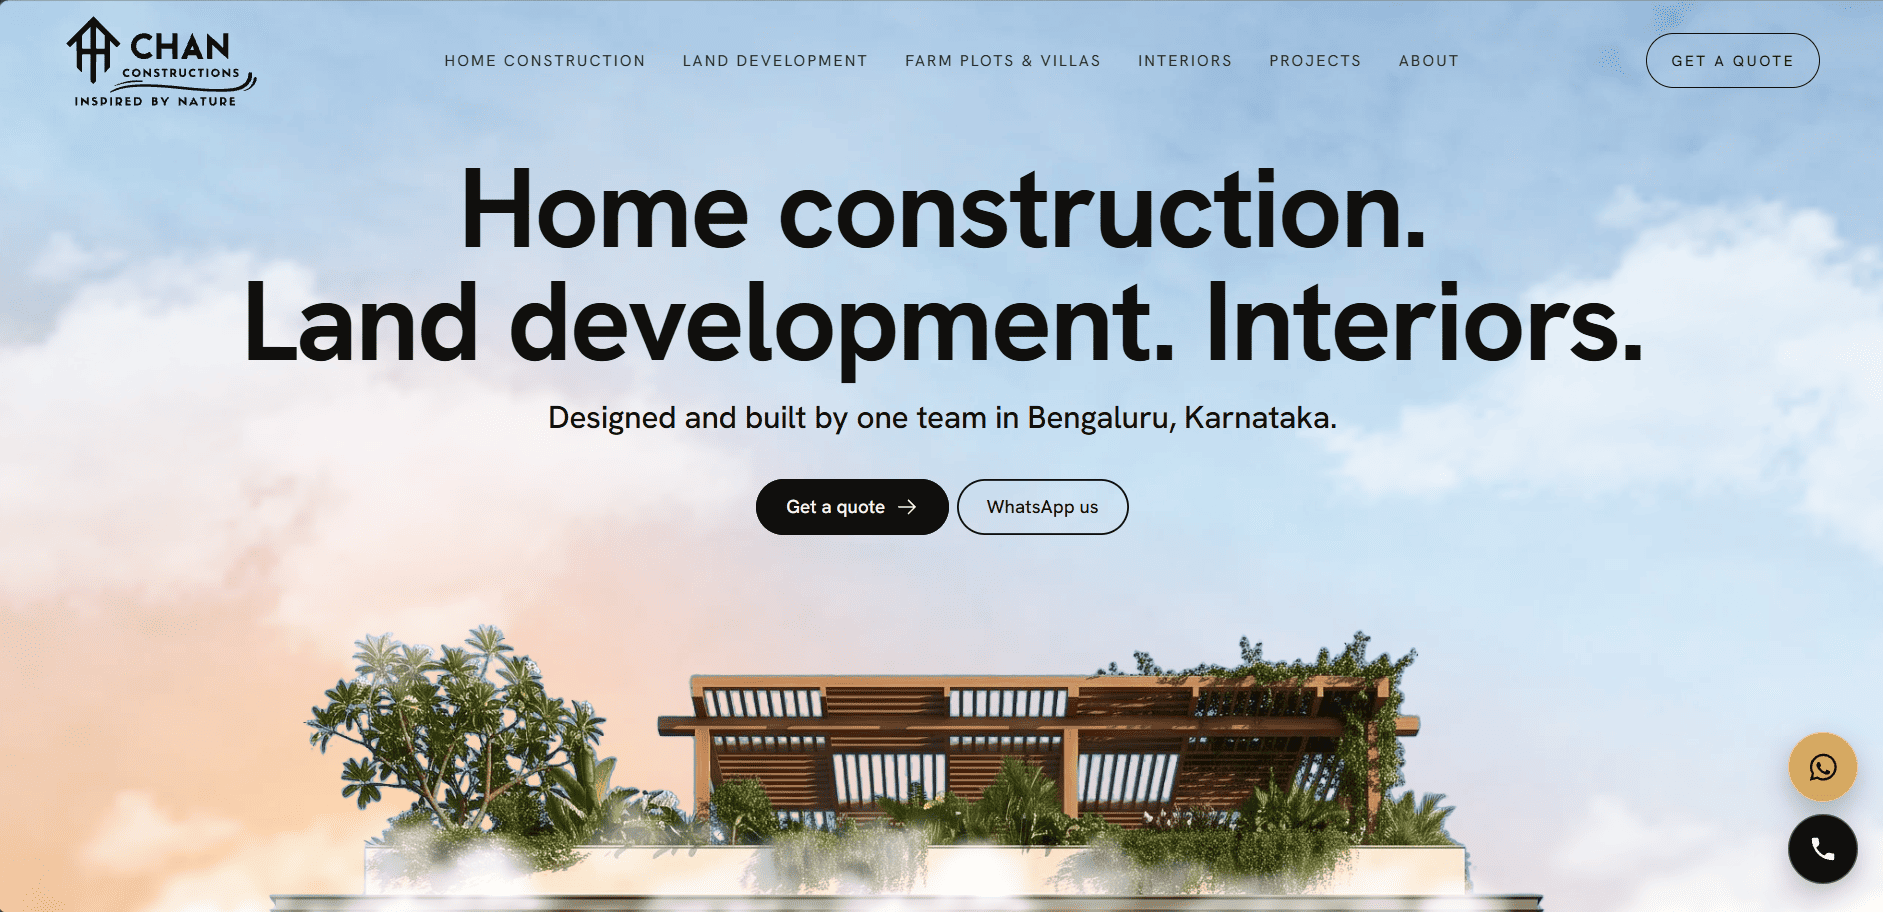 CHAN
CONSTRUCTIONS
INSPIRED BY NATURE
HOME CONSTRUCTION
LAND DEVELOPMENT
FARM PLOTS & VILLAS
INTERIORS
PROJECTS
ABOUT
GET A QUOTE
Home construction.
Land development. Interiors.
Designed and built by one team in Bengaluru, Karnataka.
Get a quote →
WhatsApp us